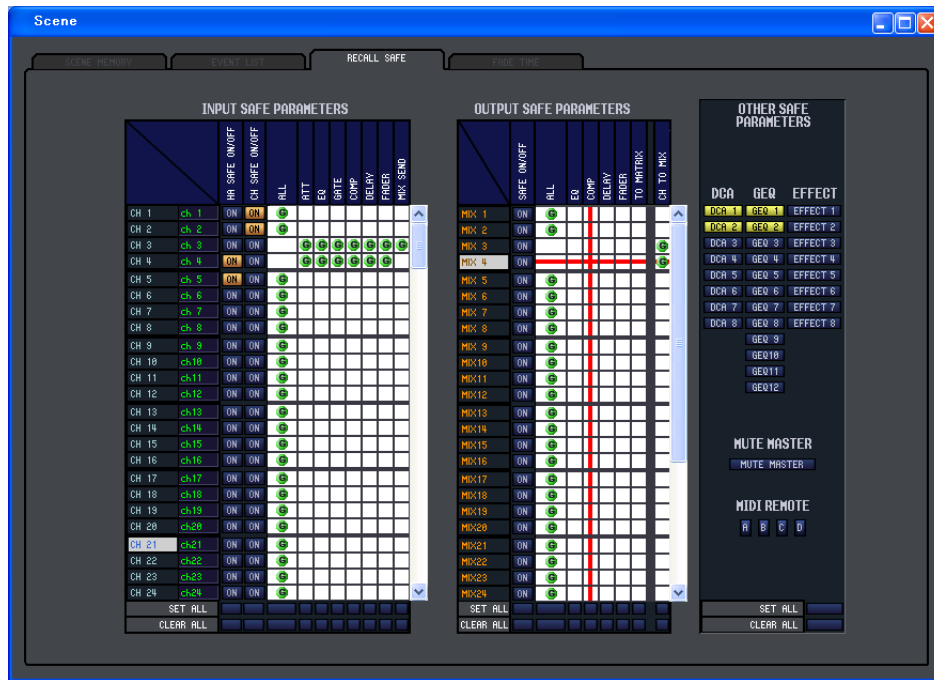 Scene
SCENE MEMORY EVENT LIST RECALL SAFE FADE TIME
INPUT SAFE PARAMETERS
HA SAFE ON/OFF CH SAFE ON/OFF ALL ATT EQ GATE COMP DELAY FADER MIX SEND
CH 1 ch 1 ON ON G
CH 2 ch 2 ON ON G
CH 3 ch 3 ON ON G G G G G G G
CH 4 ch 4 ON ON G G G G G G
CH 5 ch 5 ON ON G
CH 6 ch 6 ON ON G
CH 7 ch 7 ON ON G
CH 8 ch 8 ON ON G
CH 9 ch 9 ON ON G
CH 10 ch10 ON ON G
CH 11 ch11 ON ON G
CH 12 ch12 ON ON G
CH 13 ch13 ON ON G
CH 14 ch14 ON ON G
CH 15 ch15 ON ON G
CH 16 ch16 ON ON G
CH 17 ch17 ON ON G
CH 18 ch18 ON ON G
CH 19 ch19 ON ON G
CH 20 ch20 ON ON G
CH 21 ch21 ON ON G
CH 22 ch22 ON ON G
CH 23 ch23 ON ON G
CH 24 ch24 ON ON G
SET ALL
CLEAR ALL
OUTPUT SAFE PARAMETERS
SAFE ON/OFF ALL EQ COMP DELAY FADER TO MATRIX CH TO MIX
MIX 1 ON G
MIX 2 ON G
MIX 3 ON G
MIX 4 ON G
MIX 5 ON G
MIX 6 ON G
MIX 7 ON G
MIX 8 ON G
MIX 9 ON G
MIX10 ON G
MIX11 ON G
MIX12 ON G
MIX13 ON G
MIX14 ON G
MIX15 ON G
MIX16 ON G
MIX17 ON G
MIX18 ON G
MIX19 ON G
MIX20 ON G
MIX21 ON G
MIX22 ON G
MIX23 ON G
MIX24 ON G
SET ALL
CLEAR ALL
OTHER SAFE
PARAMETERS
DCA GEQ EFFECT
DCA 1 GEQ 1 EFFECT 1
DCA 2 GEQ 2 EFFECT 2
DCA 3 GEQ 3 EFFECT 3
DCA 4 GEQ 4 EFFECT 4
DCA 5 GEQ 5 EFFECT 5
DCA 6 GEQ 6 EFFECT 6
DCA 7 GEQ 7 EFFECT 7
DCA 8 GEQ 8 EFFECT 8
GEQ 9
GEQ10
GEQ11
GEQ12
MUTE MASTER
MUTE MASTER
MIDI REMOTE
A B C D
SET ALL
CLEAR ALL